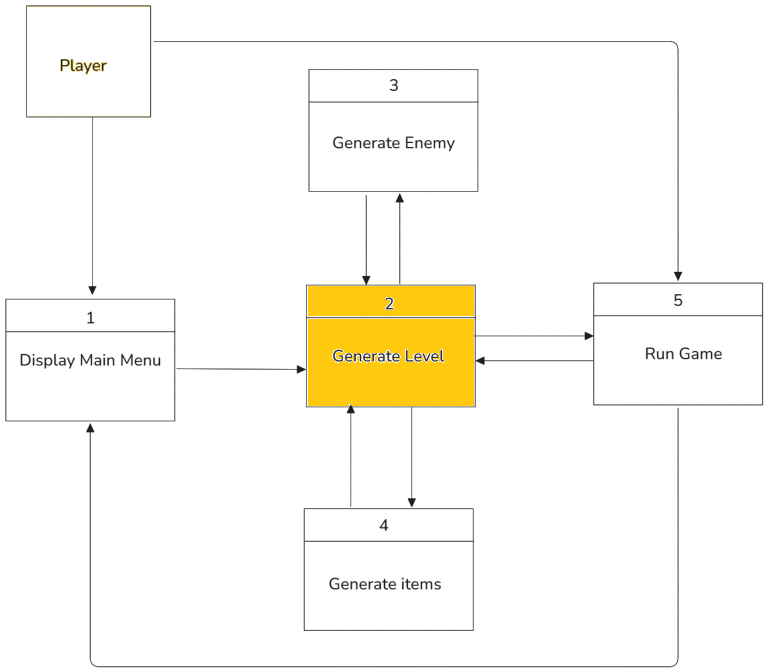 Player
3
Generate Enemy
1
Display Main Menu
2
Generate Level
5
Run Game
4
Generate items